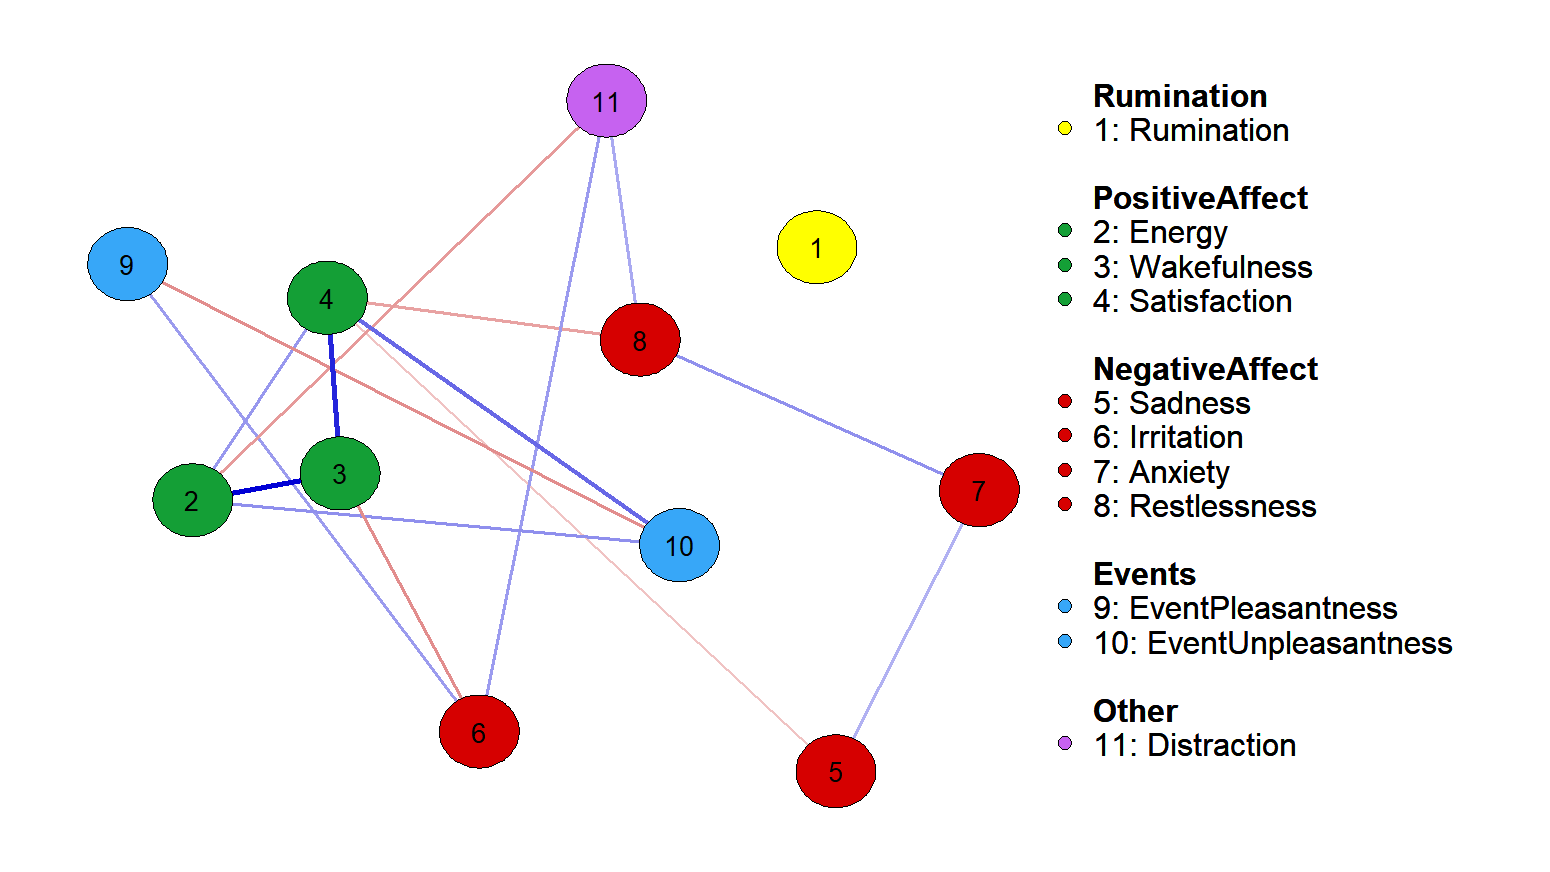 11
9
4
1
8
3
2
7
10
6
5
Rumination
1: Rumination
PositiveAffect
2: Energy
3: Wakefulness
4: Satisfaction
NegativeAffect
5: Sadness
6: Irritation
7: Anxiety
8: Restlessness
Events
9: EventPleasantness
10: EventUnpleasantness
Other
11: Distraction